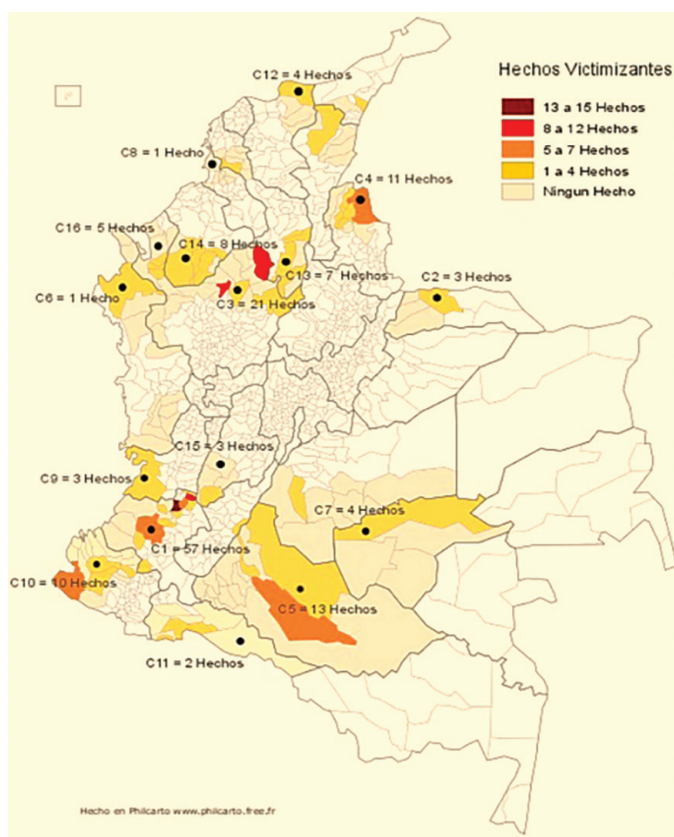 C12 = 4 Hechos
Hechos Victimizantes
13 a 15 Hechos
8 a 12 Hechos
5 a 7 Hechos
1 a 4 Hechos
Ningun Hecho
C8 = 1 Hecho
C4 = 11 Hechos
C16 = 5 Hechos
C14 = 8 Hechos
C13 = 7 Hechos
C2 = 3 Hechos
C6 = 1 Hecho
C3 = 21 Hechos
C15 = 3 Hechos
C9 = 3 Hechos
C7 = 4 Hechos
C1 = 57 Hechos
C10 = 10 Hechos
C5 = 13 Hechos
C11 = 2 Hechos
Hecho en Philcarto www.philcarto.free.fr